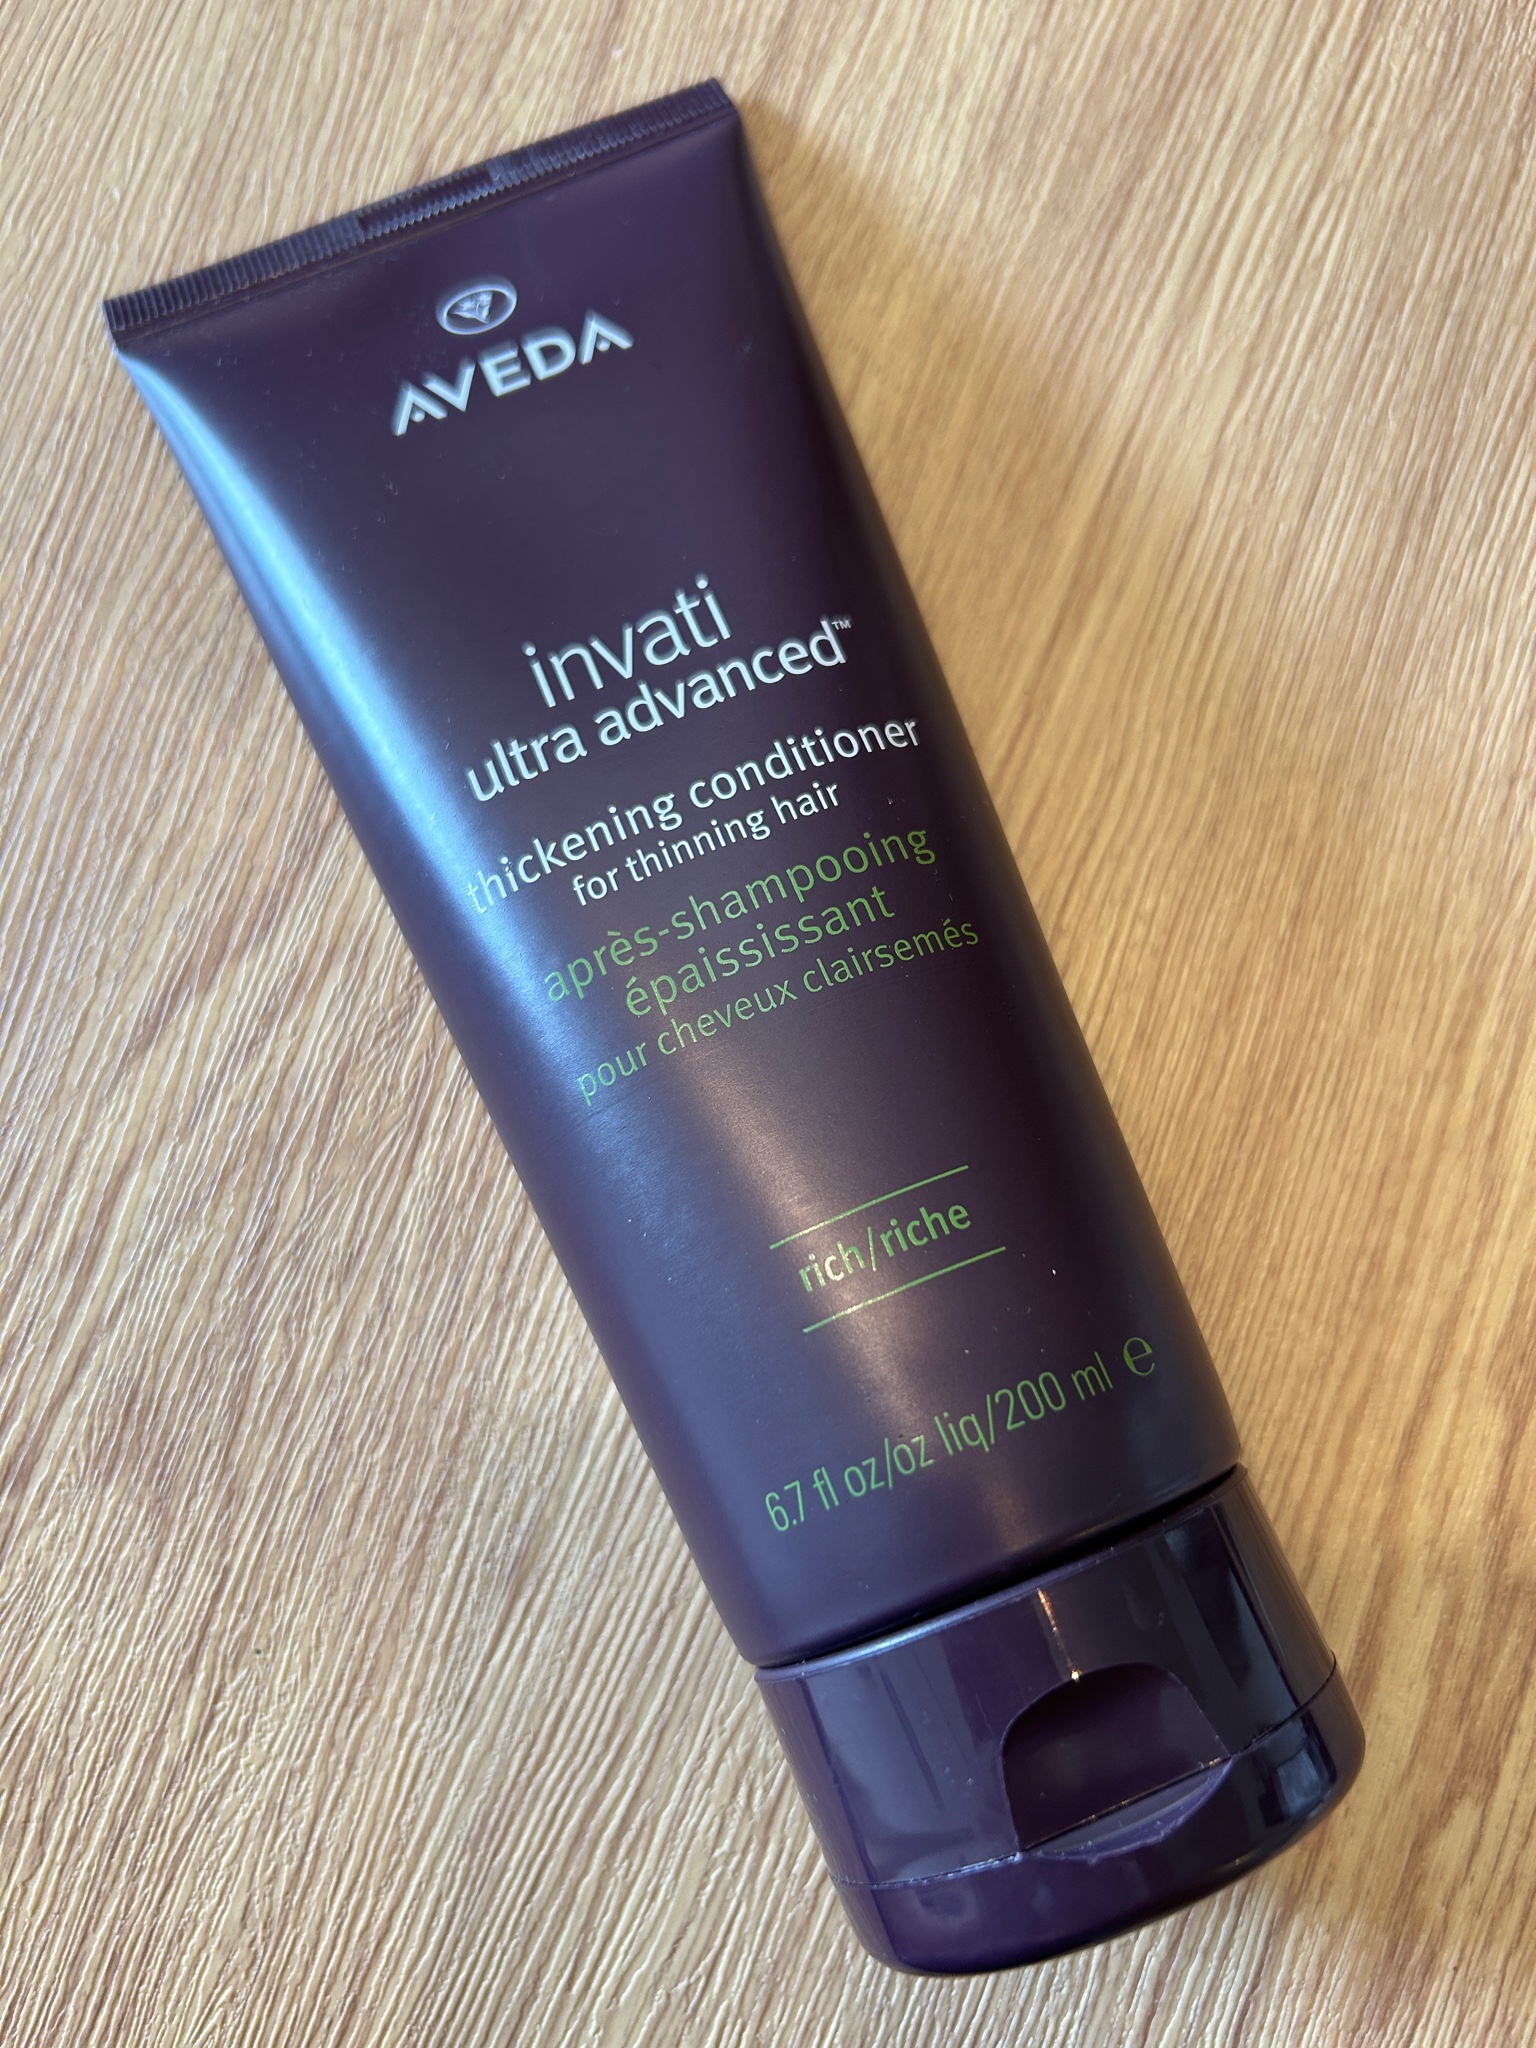 AVEDA
invati
ultra advanced™
thickening conditioner
for thinning hair
après-shampooing
épaississant
pour cheveux clairsemés
rich/riche
6.7 fl oz/oz liq/200 ml ℮